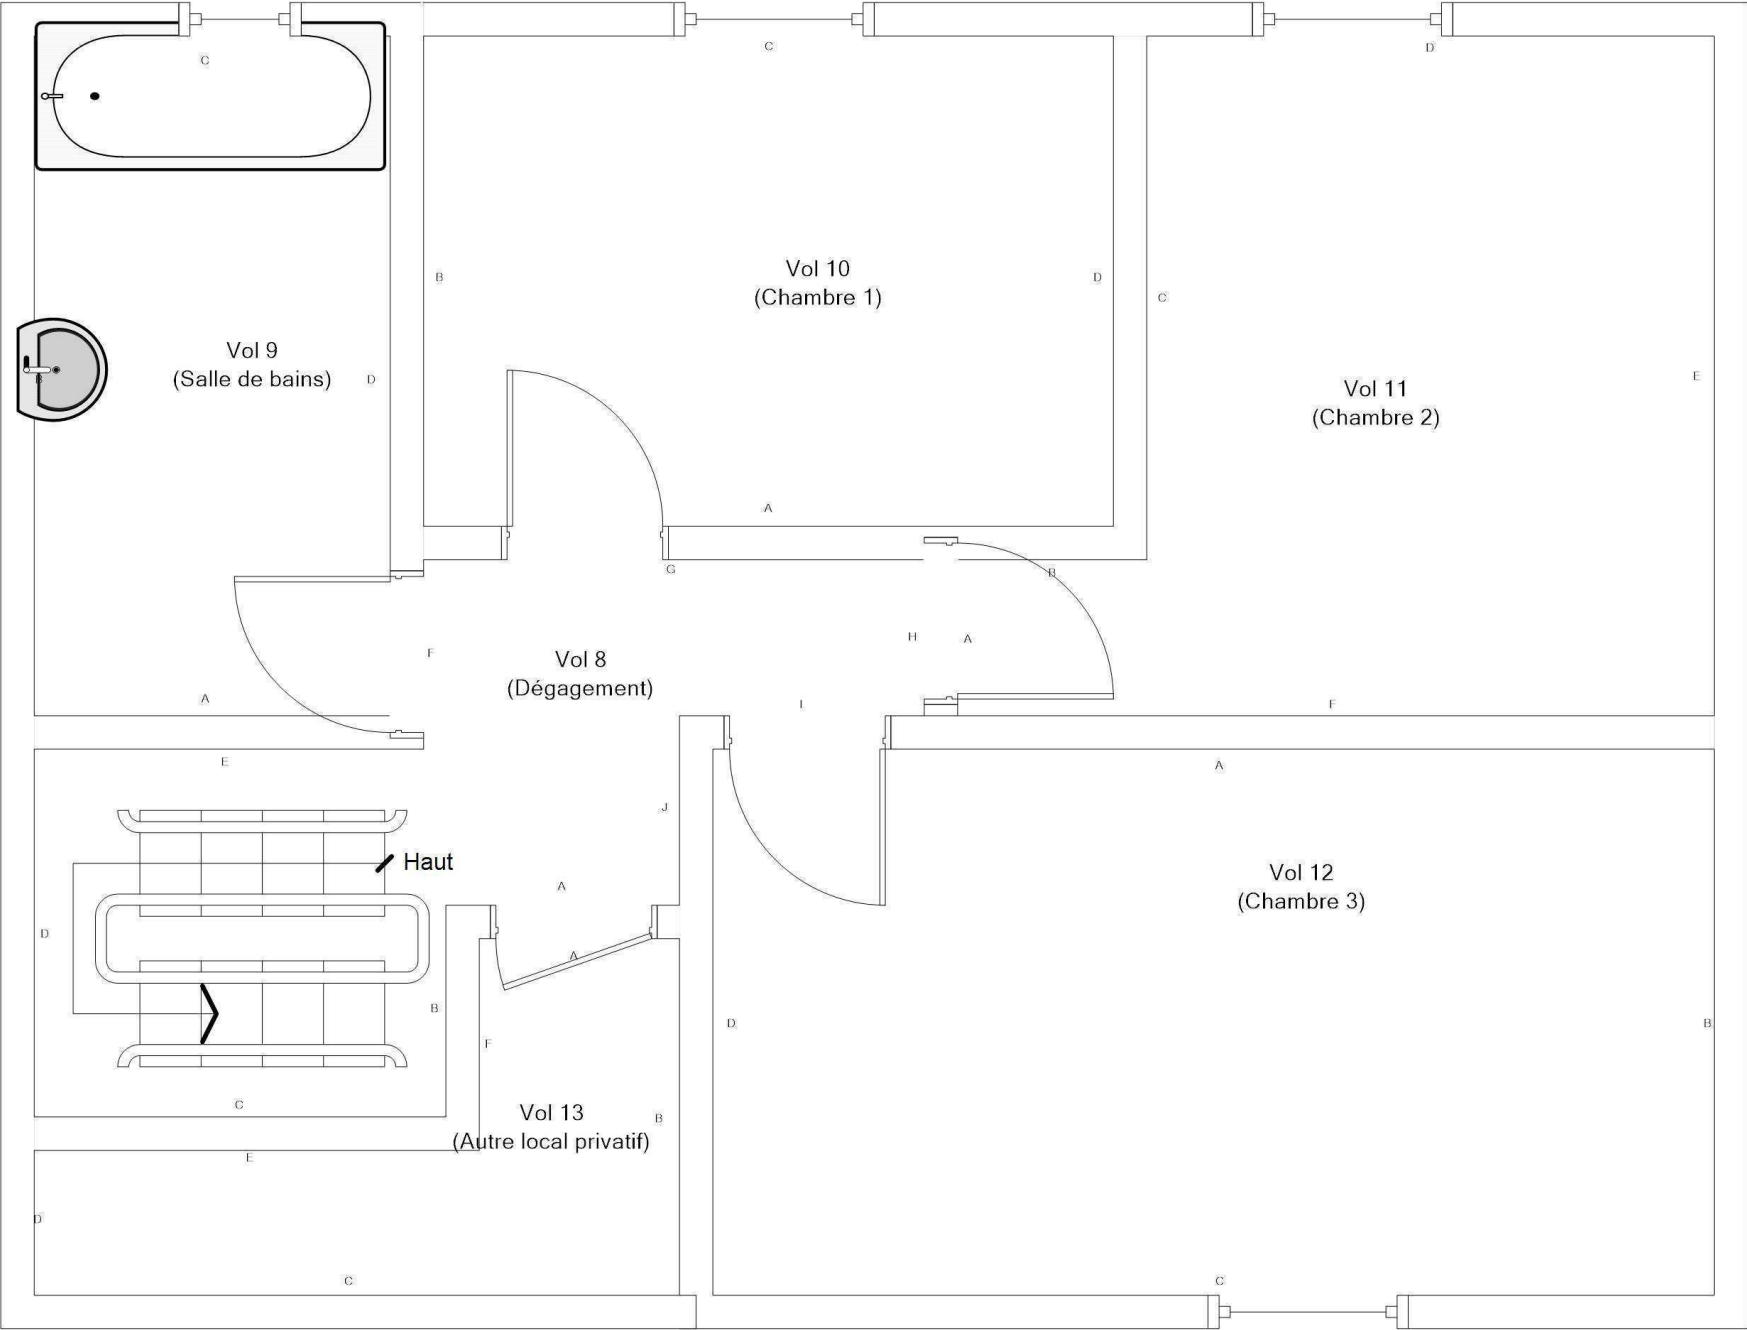 C
C
D
B
Vol 10
(Chambre 1)
D
C
Vol 9
(Salle de bains)
B
D
Vol 11
(Chambre 2)
E
A
G
B
F
Vol 8
(Dégagement)
H
A
A
I
F
E
A
J
Haut
A
Vol 12
(Chambre 3)
D
A
B
F
D
B
C
Vol 13
(Autre local privatif)
B
E
D
C
C